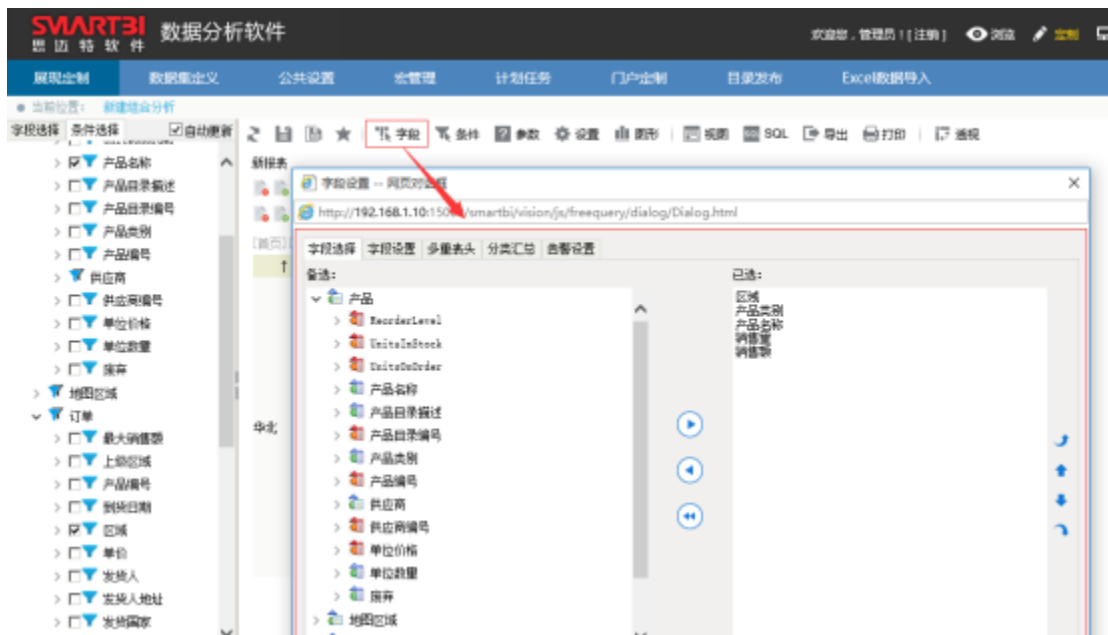 SMARTBI 数据分析软件
思迈特软件
欢迎您，管理员！[注销] 浏览 定制
展现定制 数据集定义 公共设置 宏管理 计划任务 门户定制 目录发布 Excel数据导入
当前位置： 新建组合分析
字段选择 条件选择 自动更新 字段 条件 参数 设置 图形 视图 SQL 导出 打印 透视
产品名称
产品目录描述
产品目录编号
产品类别
产品编号
供应商
供应商编号
单位价格
单位数量
废弃
地图区域
订单
最大销售额
上级区域
产品编号
到货日期
区域
单价
发货人
发货人地址
发货国家
新报表
[首页]
华北
字段设置 -- 网页对话框
字段选择 字段设置 多重表头 分类汇总 告警设置
备选：
产品
ReorderLevel
UnitsInStock
UnitsOnOrder
产品名称
产品目录描述
产品目录编号
产品类别
产品编号
供应商
供应商编号
单位价格
单位数量
废弃
地图区域
已选：
区域
产品类别
产品名称
销售量
销售额